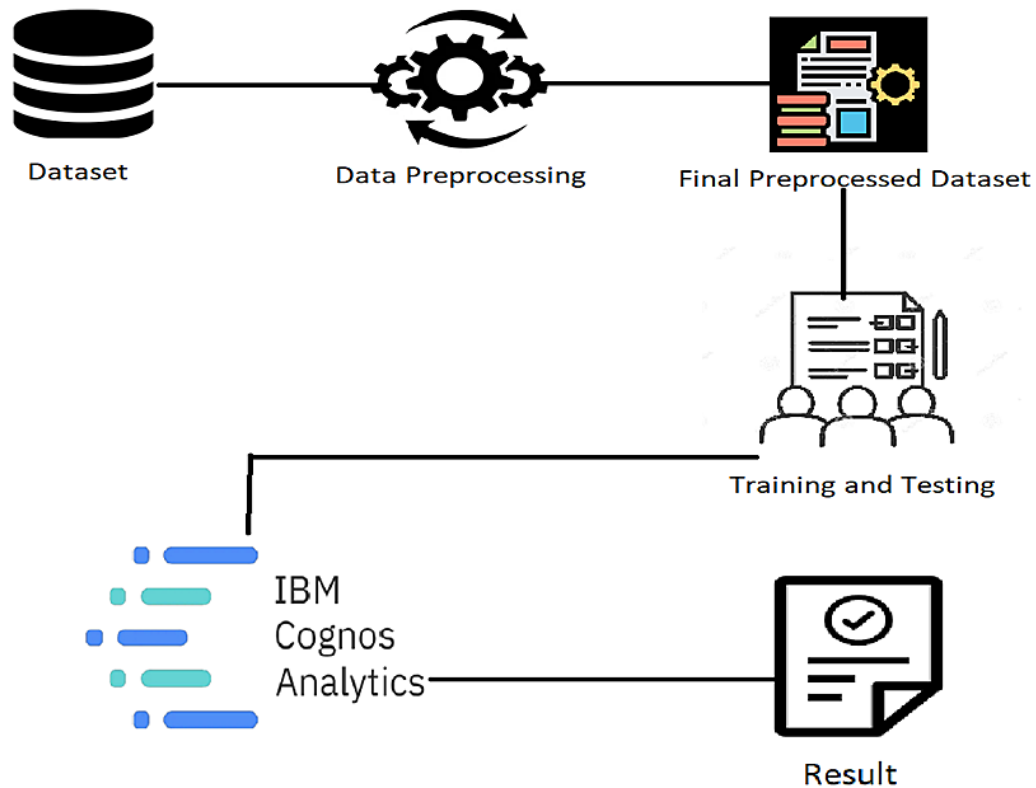 Dataset
Data Preprocessing
Final Preprocessed Dataset
Training and Testing
IBM
Cognos
Analytics
Result